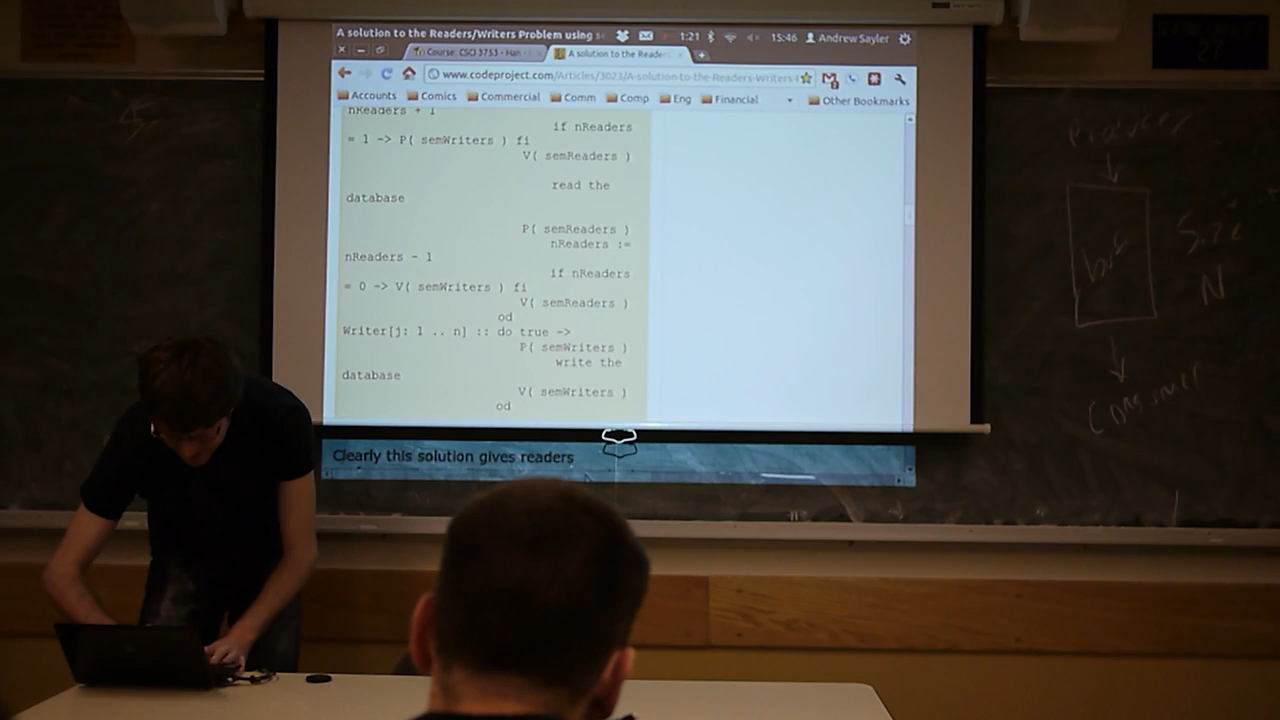 A solution to the Readers/Writers Problem using s 1:21 15:46 Andrew Sayler
Course: CSCI 3753 - Han - A solution to the Reade
www.codeproject.com/Articles/3023/A-solution-to-the-Readers-Writers-
Accounts Comics Commercial Comm Comp Eng Financial Other Bookmarks
nReaders + 1
if nReaders
= 1 -> P( semWriters ) fi
V( semReaders )
read the
database
P( semReaders )
nReaders :=
nReaders - 1
if nReaders
= 0 -> V( semWriters ) fi
V( semReaders )
od
Writer[j: 1 .. n] :: do true ->
P( semWriters )
write the
database
V( semWriters )
od
Clearly this solution gives readers
Producer
buf
Size
N
Consumer